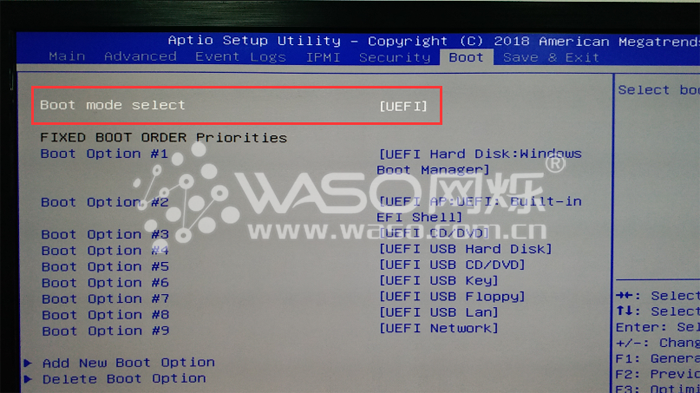 Aptio Setup Utility - Copyright (C) 2018 American Megatrend
Main Advanced Event Logs IPMI Security Boot Save & Exit
Boot mode select [UEFI]
Select bo
FIXED BOOT ORDER Priorities
Boot Option #1 [UEFI Hard Disk:Windows
Boot Manager]
Boot Option #2 [UEFI AP:UEFI: Built-in
EFI Shell]
Boot Option #3 [UEFI CD/DVD]
Boot Option #4 [UEFI USB Hard Disk]
Boot Option #5 [UEFI USB CD/DVD]
Boot Option #6 [UEFI USB Key]
Boot Option #7 [UEFI USB Floppy]
Boot Option #8 [UEFI USB Lan]
Boot Option #9 [UEFI Network]
Add New Boot Option
Delete Boot Option
→←: Select
↑↓: Select
Enter: Sel
+/-: Chang
F1: Genera
F2: Previo
F3: Optimi
WASO网烁®
www.waso.com.cn